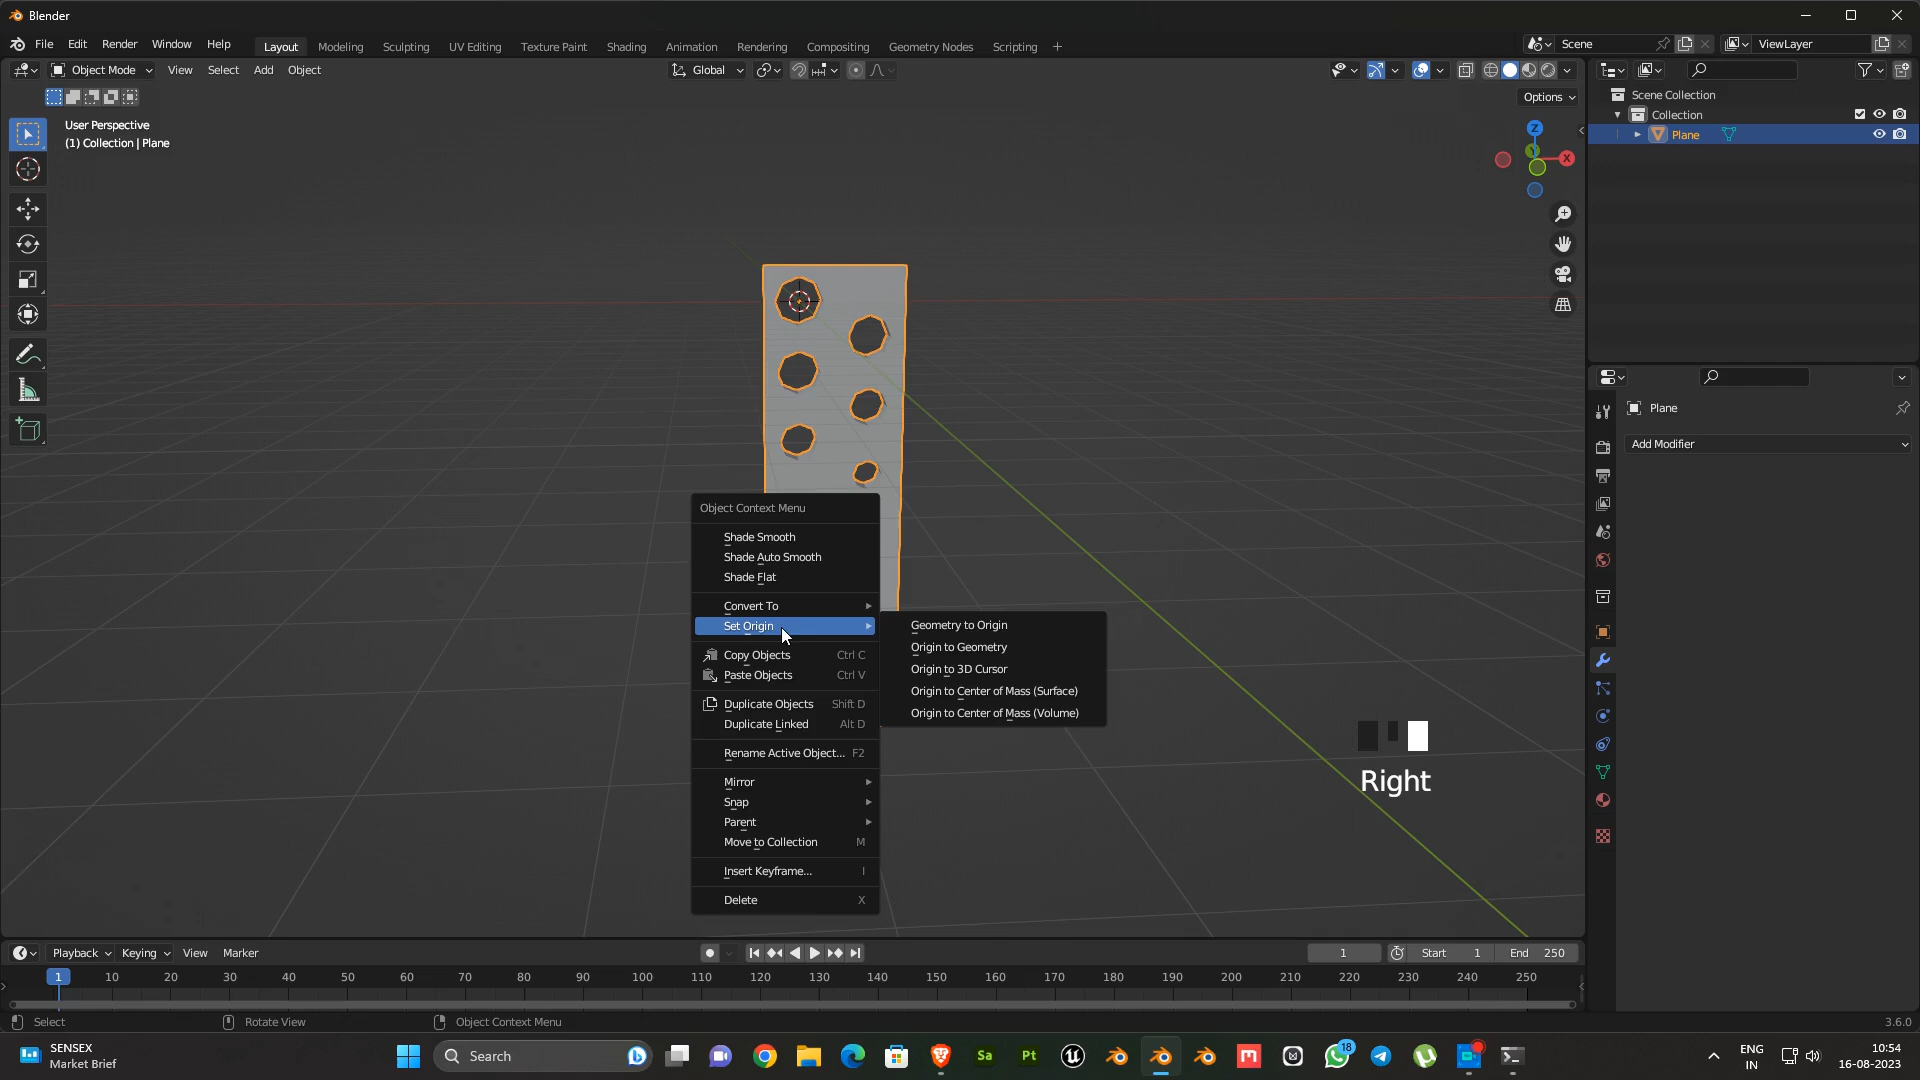 Blender
File Edit Render Window Help
Layout Modeling Sculpting UV Editing Texture Paint Shading Animation Rendering Compositing Geometry Nodes Scripting +
Scene
ViewLayer
Object Mode View Select Add Object
Global
Options
User Perspective
(1) Collection | Plane
Z
Y
X
Scene Collection
Collection
Plane
Plane
Add Modifier
Object Context Menu
Shade Smooth
Shade Auto Smooth
Shade Flat
Convert To
Set Origin
Copy Objects Ctrl C
Paste Objects Ctrl V
Duplicate Objects Shift D
Duplicate Linked Alt D
Rename Active Object... F2
Mirror
Snap
Parent
Move to Collection M
Insert Keyframe... I
Delete X
Geometry to Origin
Origin to Geometry
Origin to 3D Cursor
Origin to Center of Mass (Surface)
Origin to Center of Mass (Volume)
Right
Playback Keying View Marker
1 Start 1 End 250
1 10 20 30 40 50 60 70 80 90 100 110 120 130 140 150 160 170 180 190 200 210 220 230 240 250
Select Rotate View Object Context Menu 3.6.0
SENSEX
Market Brief
Search
Sa
Pt
18
ENG
IN
10:54
16-08-2023